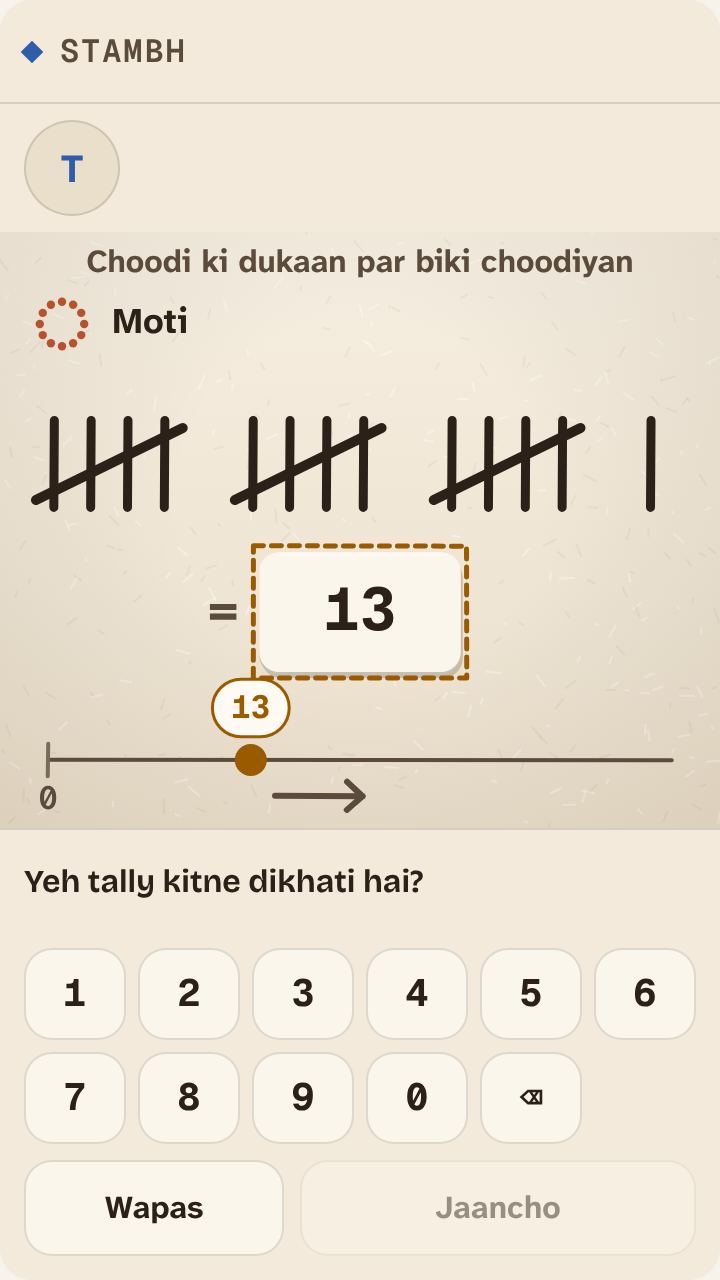 STAMBH
T
Choodi ki dukaan par biki choodiyan
Moti
= 13
13
0
Yeh tally kitne dikhati hai?
1 2 3 4 5 6
7 8 9 0 ⌫
Wapas Jaancho